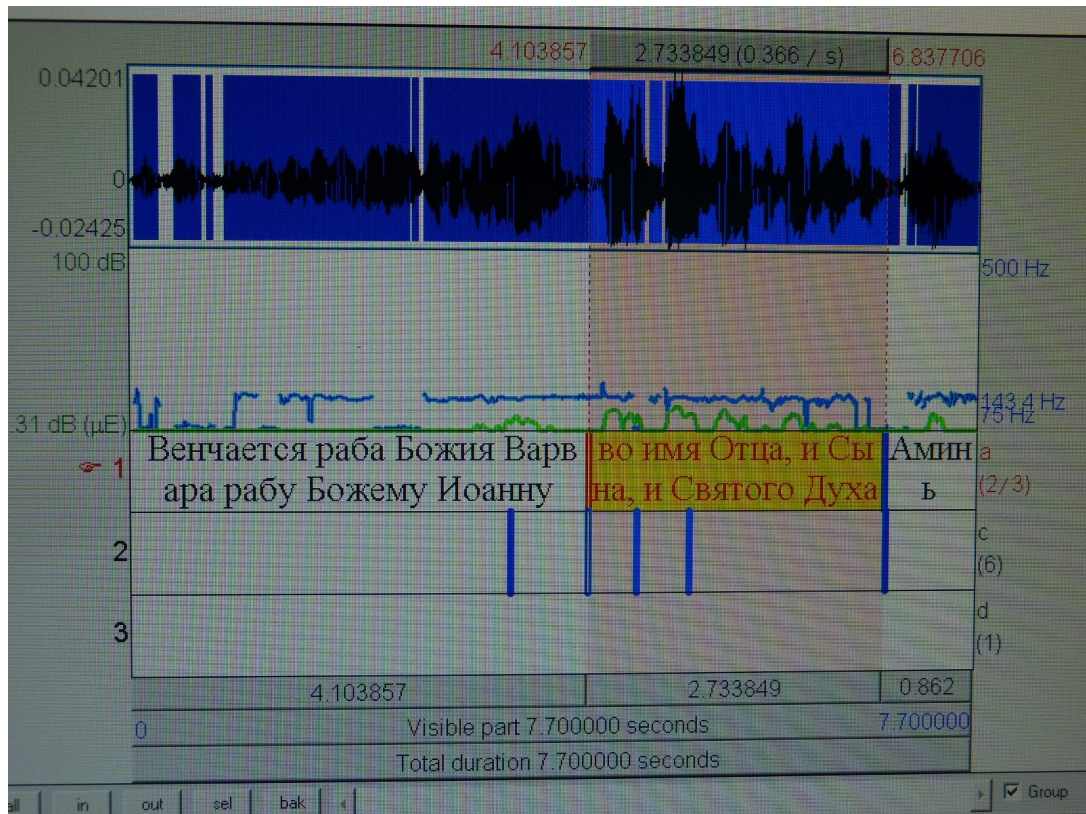 4.103857 2.733849 (0.366 / s) 6.837706
0.04201
0
-0.02425
100 dB 500 Hz
143.4 Hz
.31 dB (µE) 75 Hz
☞ 1 Венчается раба Божия Варв во имя Отца, и Сы Амин a
ара рабу Божему Иоанну на, и Святого Духа ь (2/3)
2 c
(6)
3 d
(1)
4.103857 2.733849 0.862
0 Visible part 7.700000 seconds 7.700000
Total duration 7.700000 seconds
all in out sel bak Group